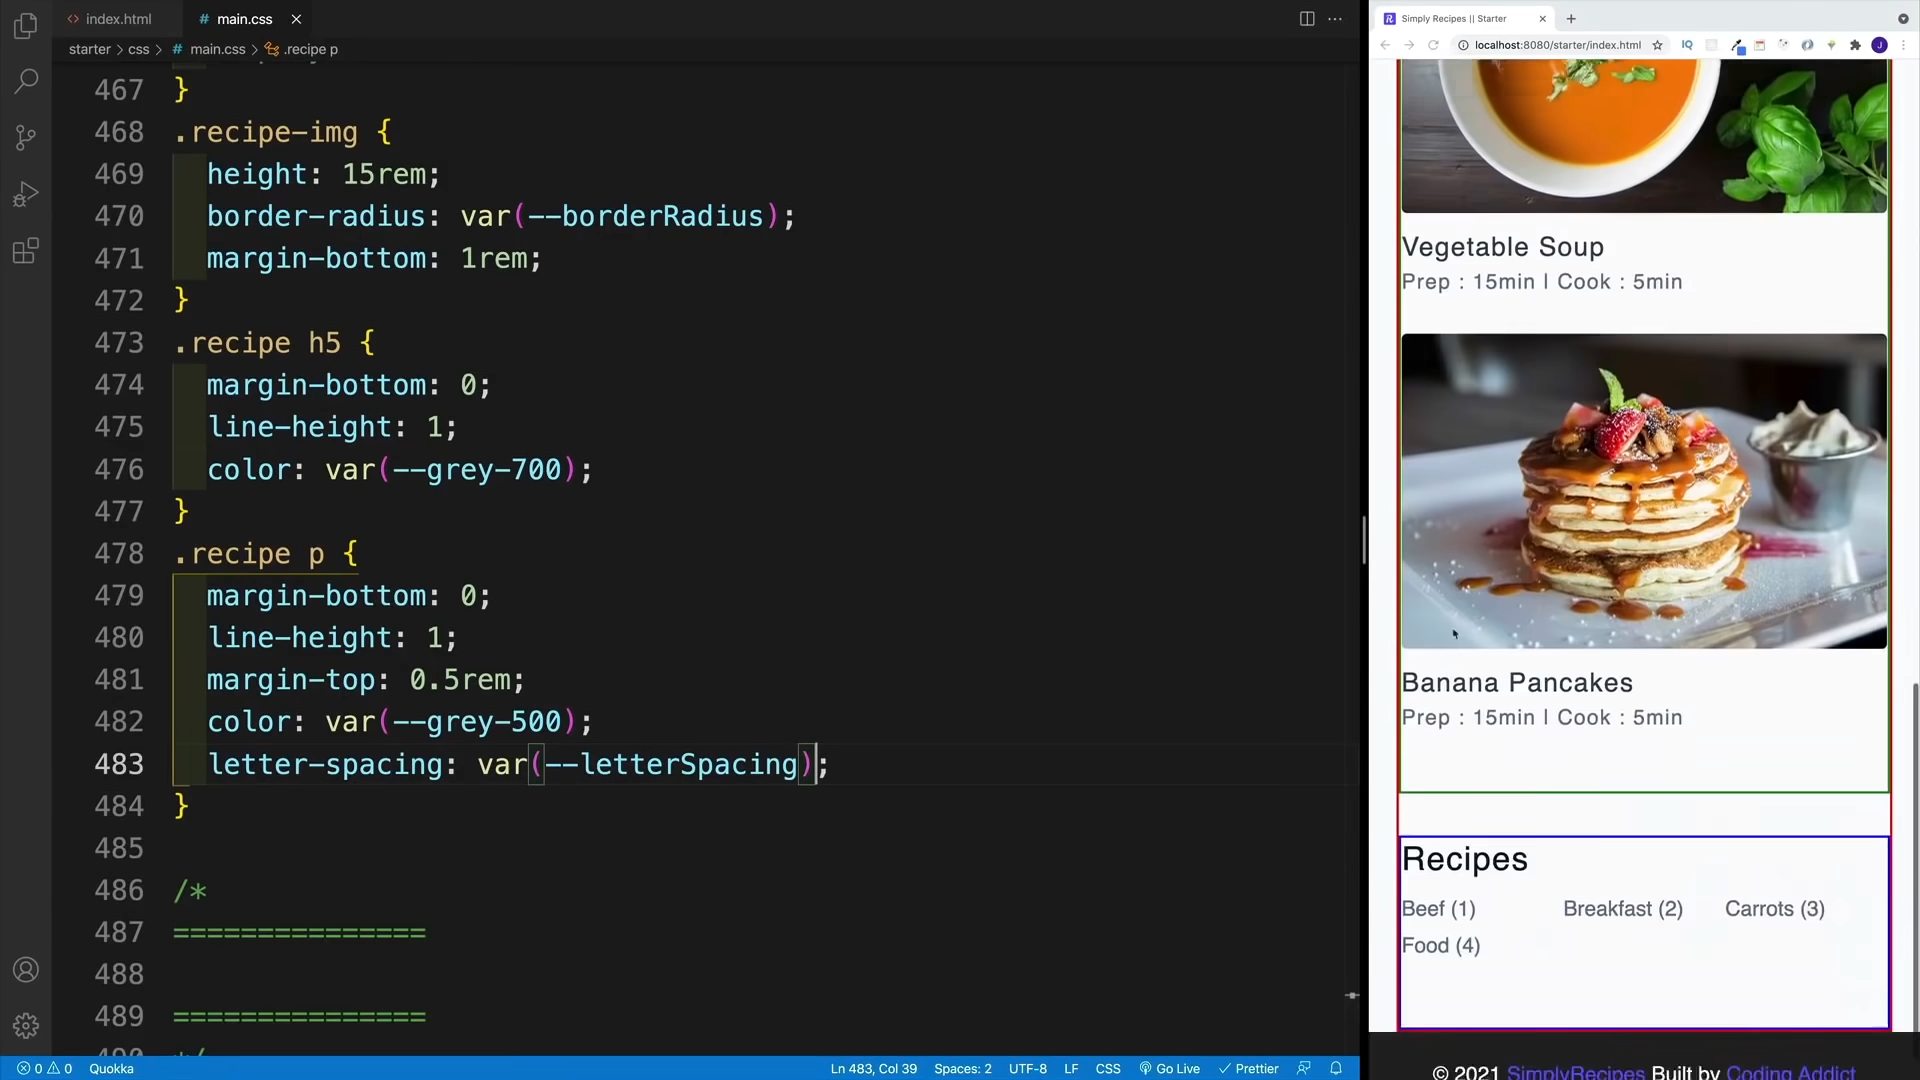 index.html
main.css
starter > css > # main.css > .recipe p
467 }
468 .recipe-img {
469 height: 15rem;
470 border-radius: var(--borderRadius);
471 margin-bottom: 1rem;
472 }
473 .recipe h5 {
474 margin-bottom: 0;
475 line-height: 1;
476 color: var(--grey-700);
477 }
478 .recipe p {
479 margin-bottom: 0;
480 line-height: 1;
481 margin-top: 0.5rem;
482 color: var(--grey-500);
483 letter-spacing: var(--letterSpacing);
484 }
485
486 /*
487 ===============
488
489 ===============
490 */
0 0 Quokka
Ln 483, Col 39 Spaces: 2 UTF-8 LF CSS Go Live Prettier
Simply Recipes || Starter
localhost:8080/starter/index.html
IQ
J
Vegetable Soup
Prep : 15min | Cook : 5min
Banana Pancakes
Prep : 15min | Cook : 5min
Recipes
Beef (1) Breakfast (2) Carrots (3)
Food (4)
© 2021 SimplyRecipes Built by Coding Addict